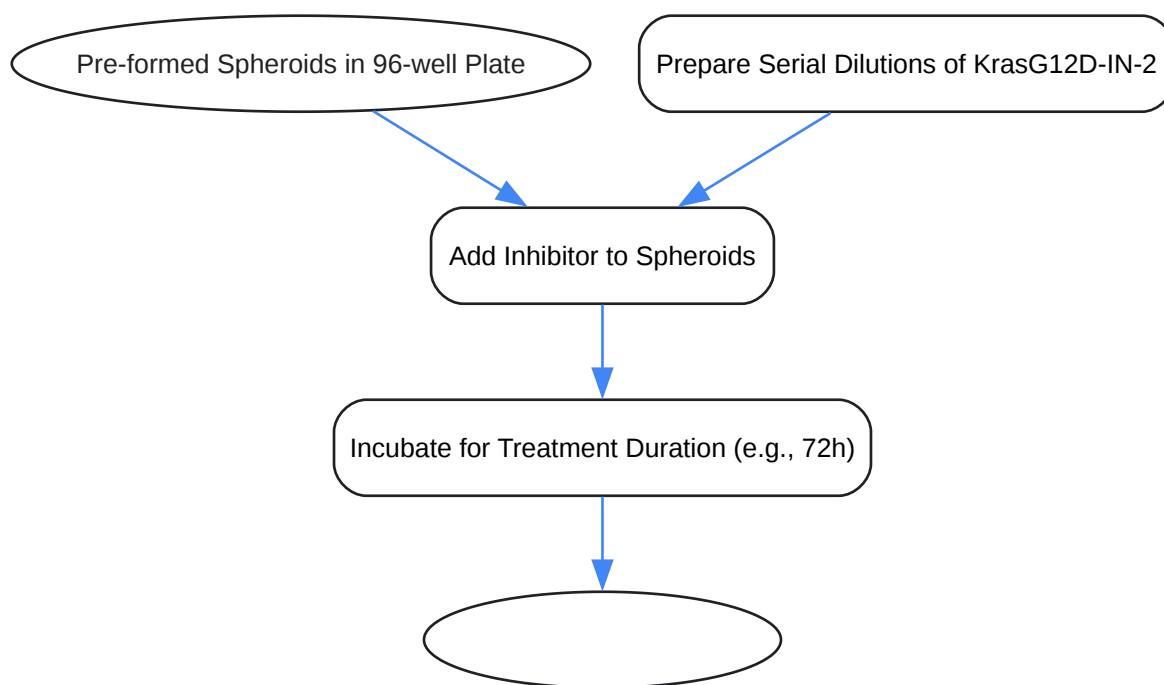 Pre-formed Spheroids in 96-well Plate
Prepare Serial Dilutions of KrasG12D-IN-2
Add Inhibitor to Spheroids
Incubate for Treatment Duration (e.g., 72h)